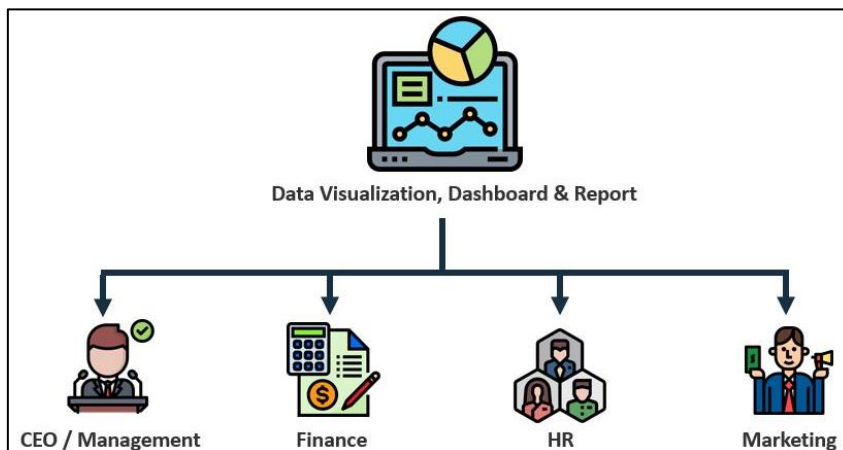 Data Visualization, Dashboard & Report
CEO / Management
Finance
HR
Marketing